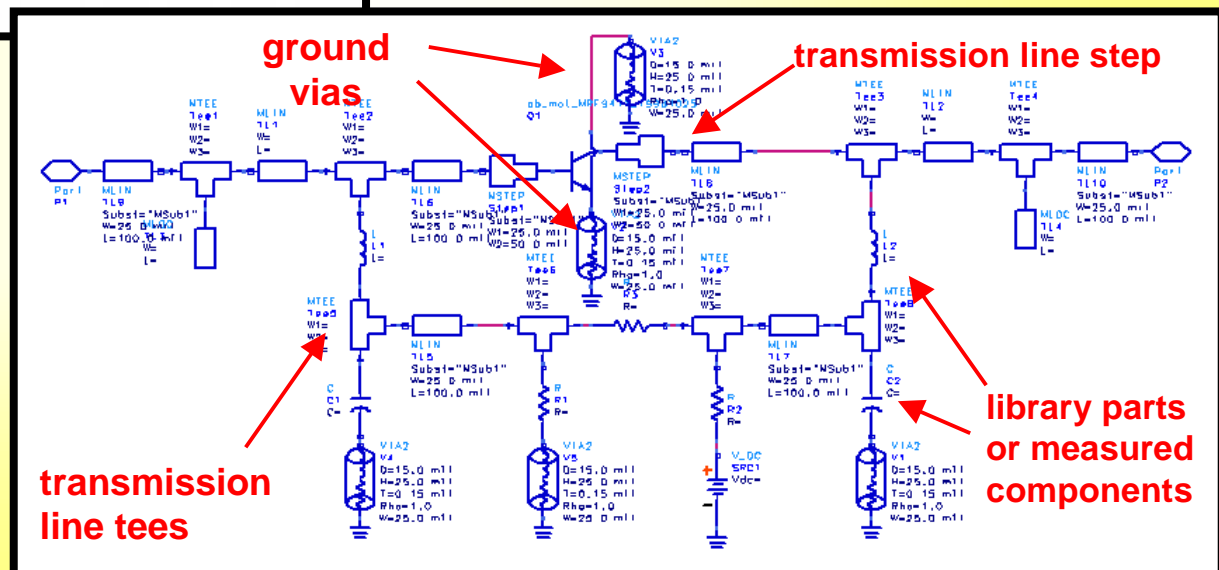 ground
vias
transmission line step
transmission
line tees
library parts
or measured
components
VIA2
V3
D=15.0 mil
H=25.0 mil
T=0.15 mil
W=25.0 mil
Q1
MTEE
Tee1
W1=
W2=
W3=
MLIN
W=
L=
MTEE
Tee2
W1=
W2=
W3=
MTEE
Tee3
W1=
W2=
W3=
MLIN
TL2
W=
L=
MTEE
Tee4
W1=
W2=
W3=
Port
P1
MLIN
TL9
Subst="MSub1"
W=25.0 mil
L=100.0 mil
W=
L=
MLIN
TL6
Subst="MSub1"
W=25.0 mil
L=100.0 mil
MSTEP
Step1
W1=25.0 mil
W2=50.0 mil
MSTEP
Step2
W1=25.0 mil
W2=50.0 mil
MLIN
TL8
Subst="MSub1"
W=25.0 mil
L=100.0 mil
MLIN
TL10
Subst="MSub1"
W=25.0 mil
L=100.0 mil
Port
P2
MLOC
TL4
W=
L=
L
L1
L=
L
L2
L=
D=15.0 mil
H=25.0 mil
T=0.15 mil
Rho=1.0
W=25.0 mil
MTEE
Tee5
W1=
MTEE
Tee6
W1=
W2=
W3=
R
R3
R=
MTEE
Tee7
W1=
W2=
W3=
MTEE
Tee8
W1=
W2=
W3=
MLIN
TL5
Subst="MSub1"
W=25.0 mil
L=100.0 mil
MLIN
TL7
Subst="MSub1"
W=25.0 mil
L=100.0 mil
C
C1
C=
R
R1
R=
R
R2
R=
C
C2
C=
VIA2
V4
D=15.0 mil
H=25.0 mil
T=0.15 mil
Rho=1.0
W=25.0 mil
VIA2
V5
D=15.0 mil
H=25.0 mil
T=0.15 mil
Rho=1.0
W=25.0 mil
V_DC
SRC1
Vdc=
VIA2
V1
D=15.0 mil
H=25.0 mil
T=0.15 mil
Rho=1.0
W=25.0 mil